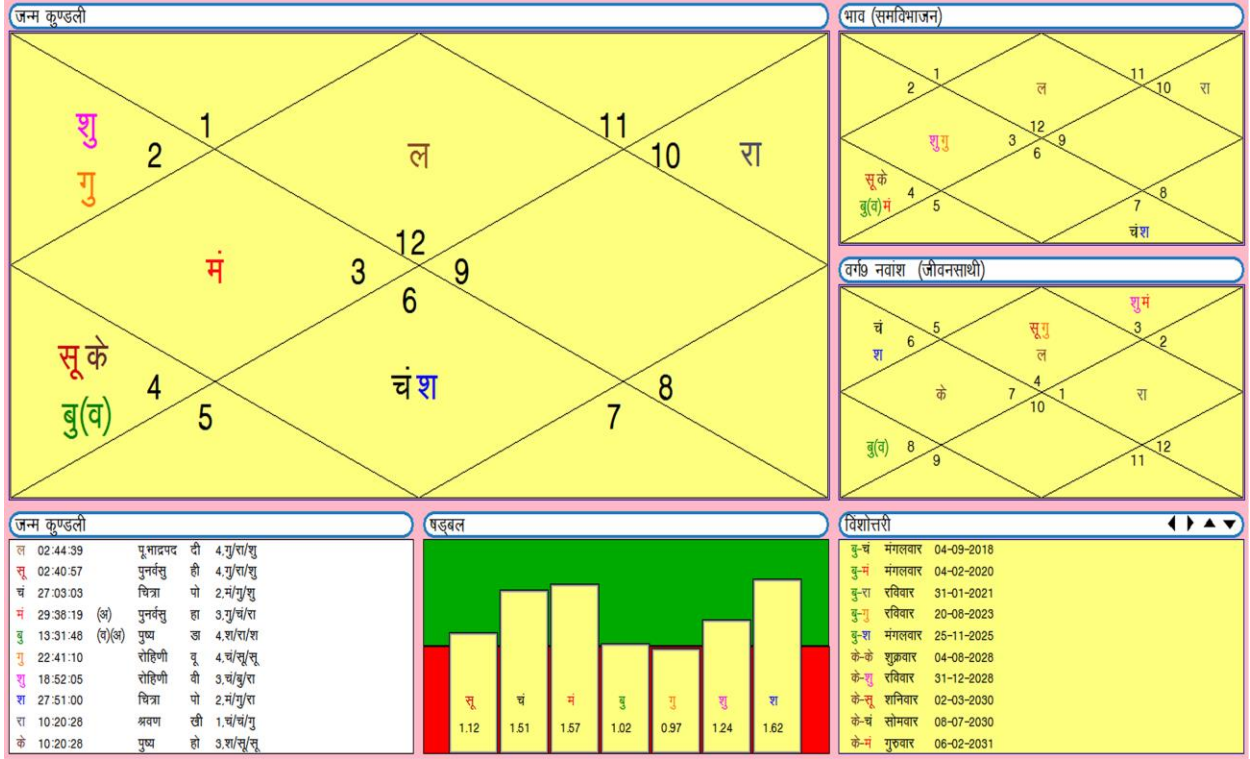 जन्म कुण्डली
शु
1
11
2
ल
10
रा
गु
12
मं
3
9
6
सू के
4
चं श
8
बु(व)
5
7
भाव (समविभाजन)
1
11
2
ल
10
रा
12
शु गु
3
9
6
सू के
4
8
बु(व) मं
5
7
चं श
वर्ग9 नवांश (जीवनसाथी)
शु मं
चं
5
सू गु
3
श
6
ल
2
4
के
7
1
रा
10
बु(व)
8
12
9
11
जन्म कुण्डली
ल 02:44:39 पू.भाद्रपद दी 4,गु/रा/शु
सू 02:40:57 पुनर्वसु ही 4,गु/रा/शु
चं 27:03:03 चित्रा पो 2,मं/गु/शु
मं 29:38:19 (अ) पुनर्वसु हा 3,गु/चं/रा
बु 13:31:48 (व)(अ) पुष्य डा 4,श/रा/श
गु 22:41:10 रोहिणी वू 4,चं/सू/सू
शु 18:52:05 रोहिणी वी 3,चं/बु/रा
श 27:51:00 चित्रा पो 2,मं/गु/रा
रा 10:20:28 श्रवण खी 1,चं/चं/गु
के 10:20:28 पुष्य हो 3,श/सू/सू
षड्बल
सू चं मं बु गु शु श
1.12 1.51 1.57 1.02 0.97 1.24 1.62
विंशोत्तरी
बु-चं मंगलवार 04-09-2018
बु-मं मंगलवार 04-02-2020
बु-रा रविवार 31-01-2021
बु-गु रविवार 20-08-2023
बु-श मंगलवार 25-11-2025
के-के शुक्रवार 04-08-2028
के-शु रविवार 31-12-2028
के-सू शनिवार 02-03-2030
के-चं सोमवार 08-07-2030
के-मं गुरुवार 06-02-2031